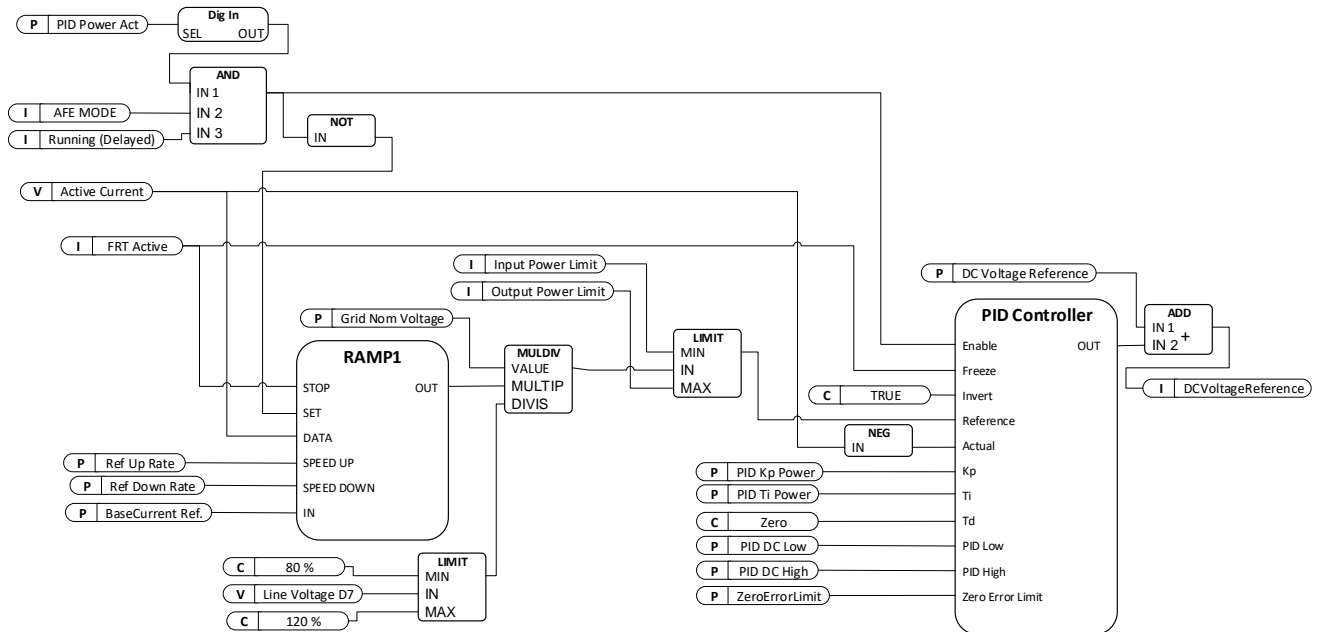 P PID Power Act
Dig In
SEL OUT
AND
IN 1
IN 2
IN 3
I AFE MODE
I Running (Delayed)
NOT
IN
V Active Current
I FRT Active
I Input Power Limit
I Output Power Limit
P Grid Nom Voltage
RAMP1
STOP OUT
SET
DATA
SPEED UP
SPEED DOWN
IN
P Ref Up Rate
P Ref Down Rate
P BaseCurrent Ref.
MULDIV
VALUE
MULTIP
DIVIS
LIMIT
MIN
IN
MAX
C 80 %
V Line Voltage D7
C 120 %
LIMIT
MIN
IN
MAX
P DC Voltage Reference
PID Controller
Enable OUT
Freeze
Invert
Reference
Actual
Kp
Ti
Td
PID Low
PID High
Zero Error Limit
C TRUE
NEG
IN
P PID Kp Power
P PID Ti Power
C Zero
P PID DC Low
P PID DC High
P ZeroErrorLimit
ADD
IN 1
IN 2 +
I DCVoltageReference